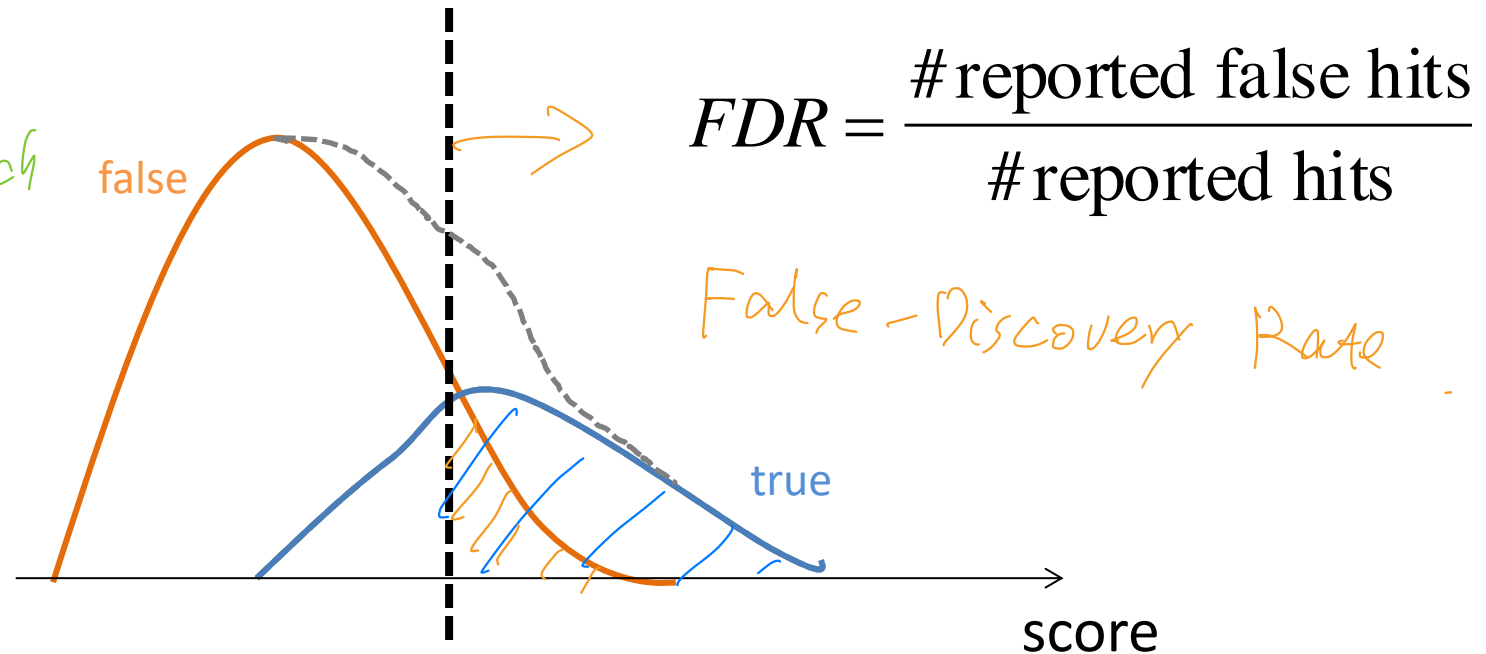 FDR = # reported false hits / # reported hits
false
False-Discovery Rate
true
score